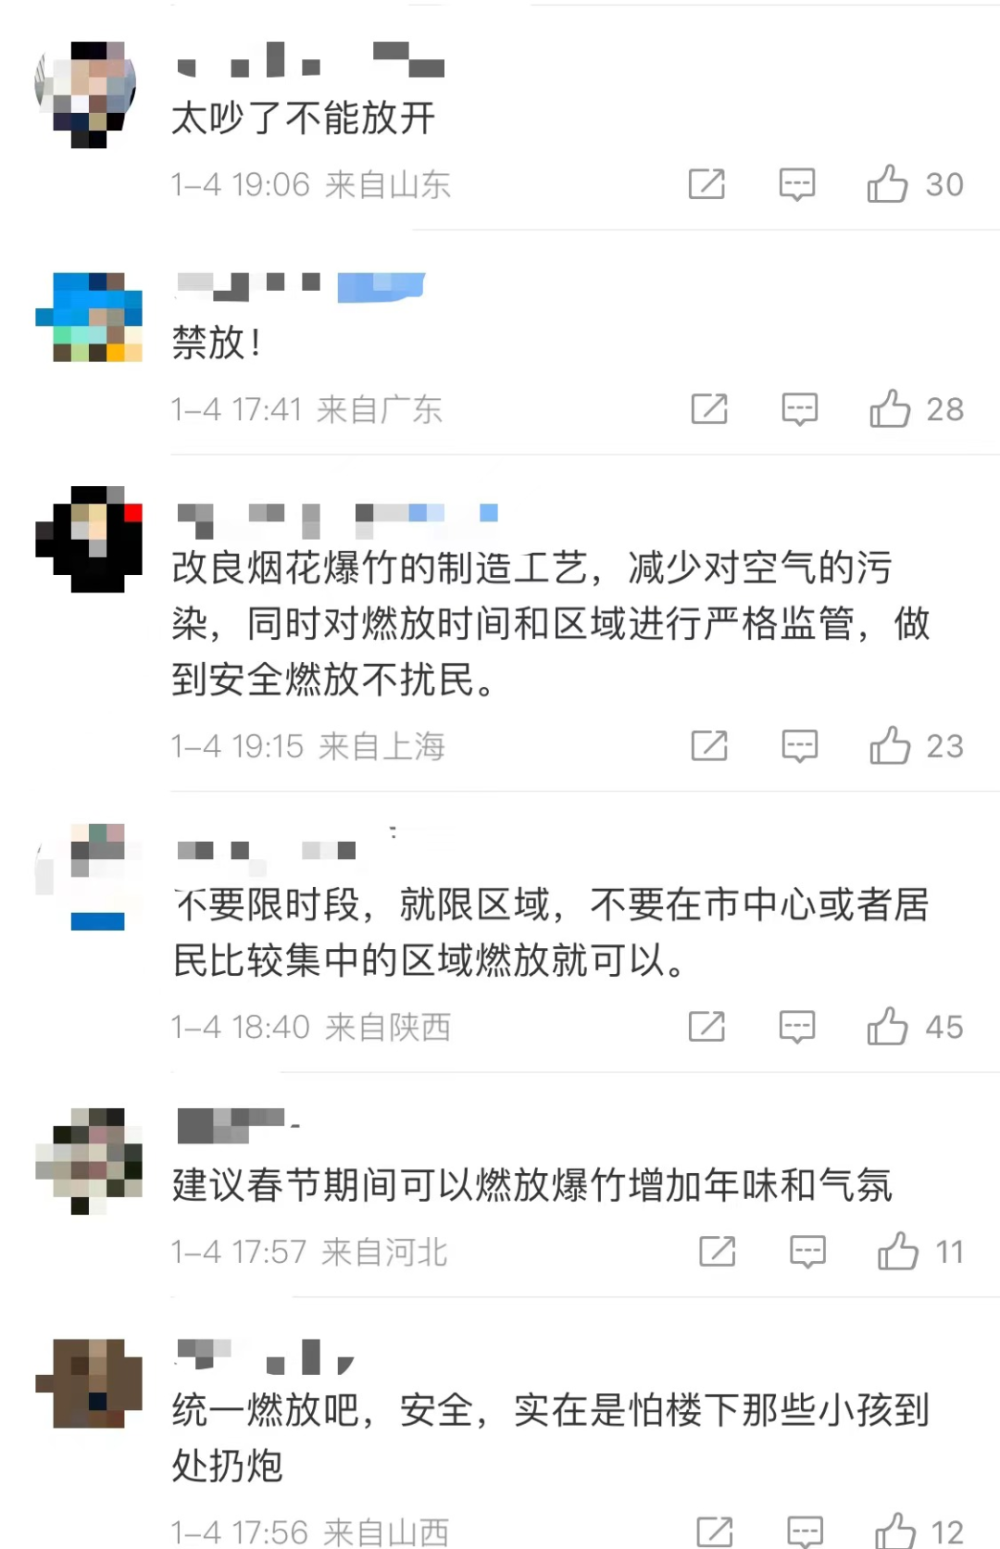 太吵了不能放开
1-4 19:06 来自山东
30
禁放!
1-4 17:41 来自广东
28
改良烟花爆竹的制造工艺，减少对空气的污
染，同时对燃放时间和区域进行严格监管，做
到安全燃放不扰民。
1-4 19:15 来自上海
23
不要限时段，就限区域，不要在市中心或者居
民比较集中的区域燃放就可以。
1-4 18:40 来自陕西
45
建议春节期间可以燃放爆竹增加年味和气氛
1-4 17:57 来自河北
11
统一燃放吧，安全，实在是怕楼下那些小孩到
处扔炮
1-4 17:56 来自山西
12